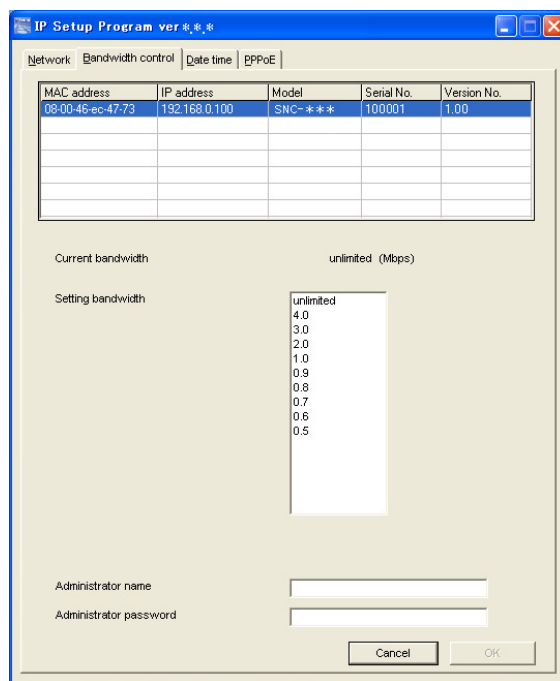 IP Setup Program ver*.*.*
Network Bandwidth control Date time PPPoE
MAC address IP address Model Serial No. Version No.
08-00-46-ec-47-73 192.168.0.100 SNC-*** 100001 1.00
Current bandwidth unlimited (Mbps)
Setting bandwidth unlimited
4.0
3.0
2.0
1.0
0.9
0.8
0.7
0.6
0.5
Administrator name
Administrator password
Cancel OK